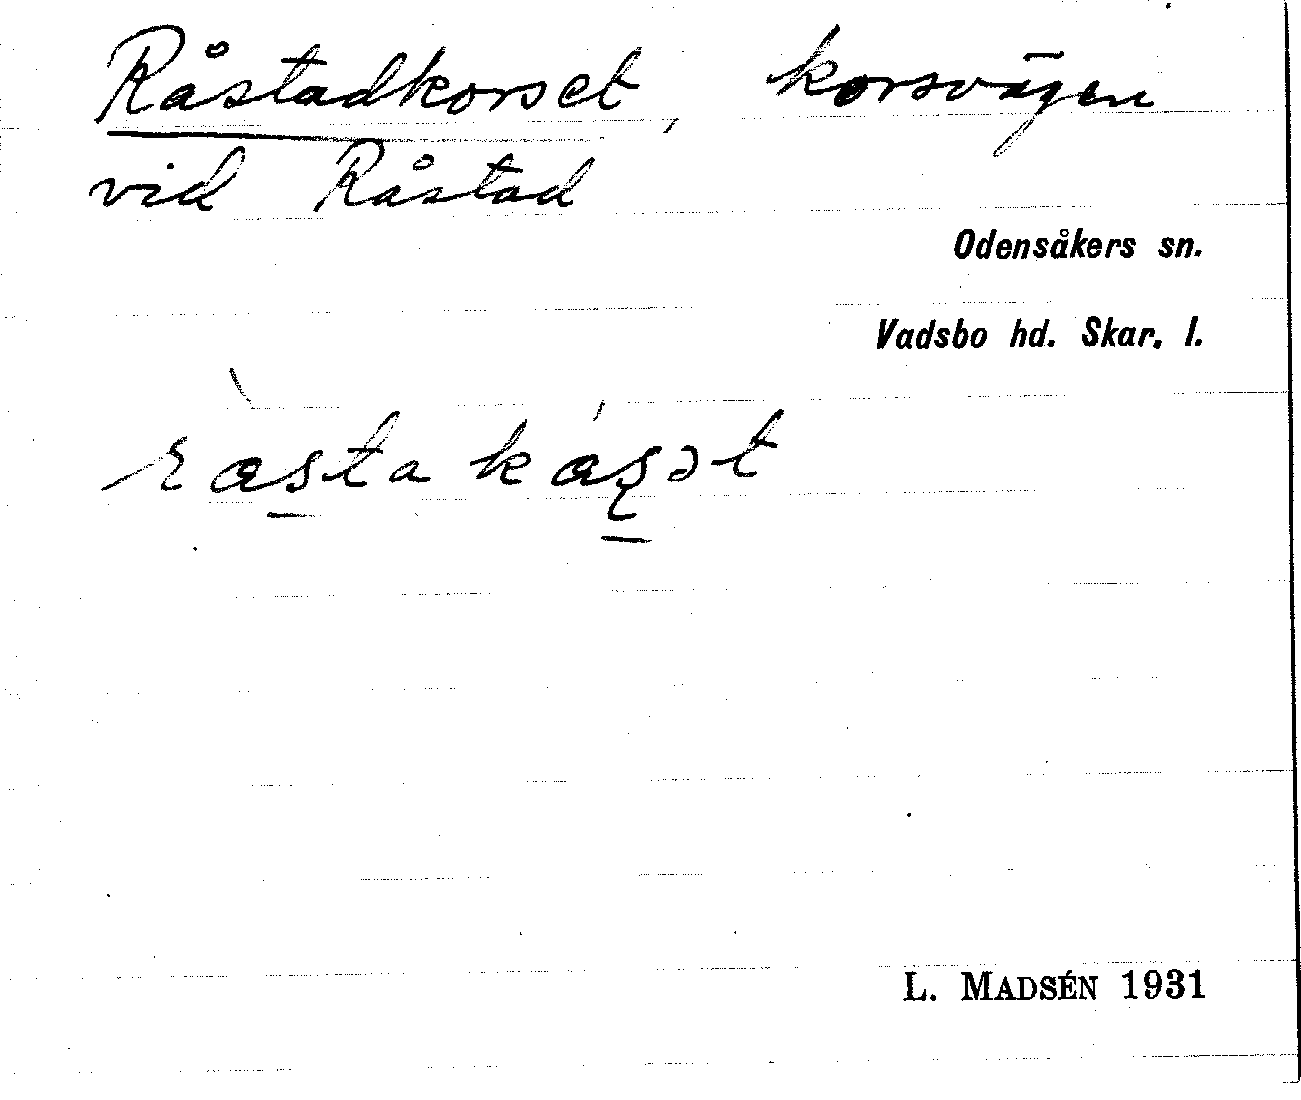 Råstadkorset, korsvägen
vid Råstad
Odensåkers sn.
Vadsbo hd. Skar. l.
L. MADSÉN 1931